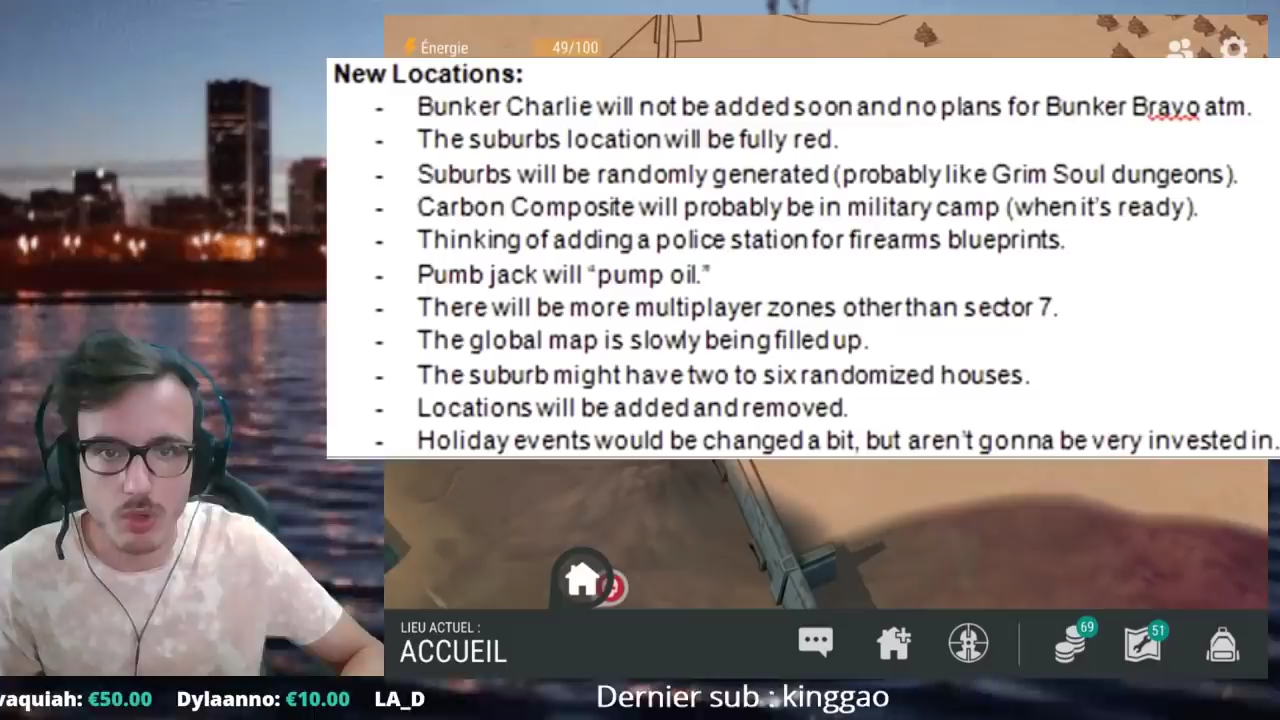 Énergie 49/100
New Locations:
- Bunker Charlie will not be added soon and no plans for Bunker Bravo atm.
- The suburbs location will be fully red.
- Suburbs will be randomly generated (probably like Grim Soul dungeons).
- Carbon Composite will probably be in military camp (when it's ready).
- Thinking of adding a police station for firearms blueprints.
- Pumb jack will “pump oil.”
- There will be more multiplayer zones other than sector 7.
- The global map is slowly being filled up.
- The suburb might have two to six randomized houses.
- Locations will be added and removed.
- Holiday events would be changed a bit, but aren't gonna be very invested in.
LIEU ACTUEL :
ACCUEIL
69
51
vaquiah: €50.00 Dylaanno: €10.00 LA_D
Dernier sub : kinggao